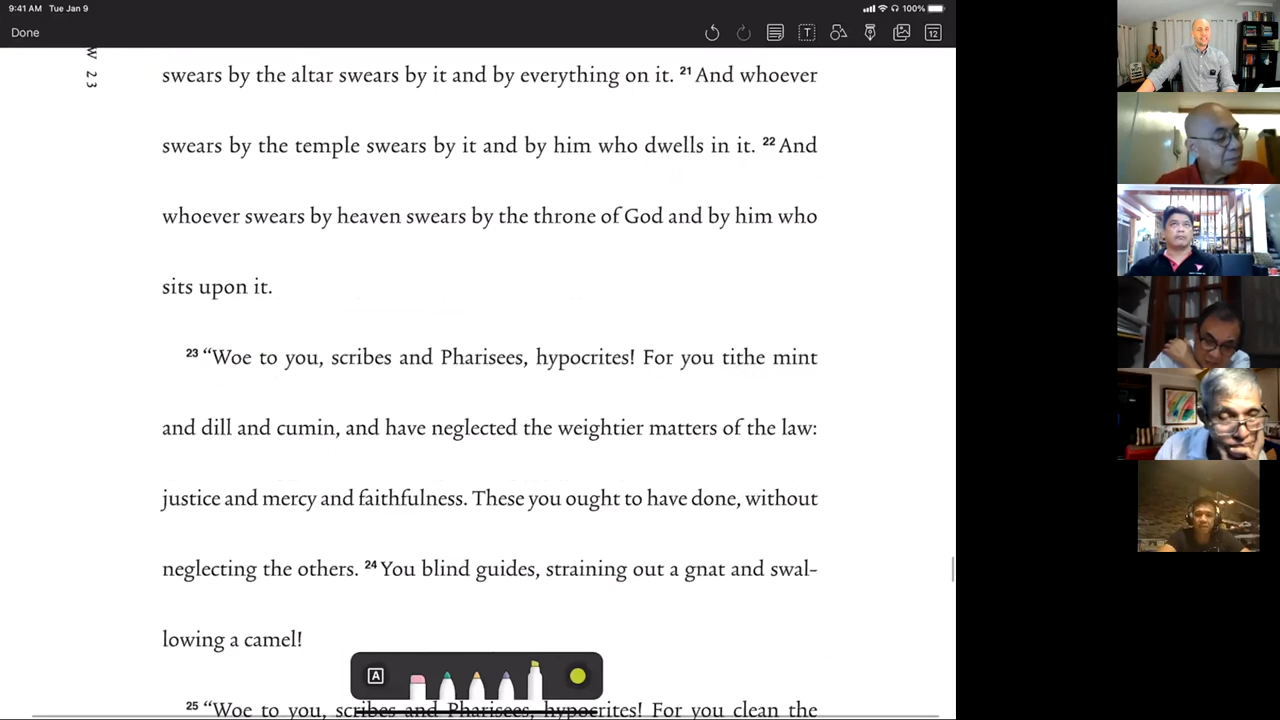 9:41 AM Tue Jan 9
100%
Done
T
12
W 23
swears by the altar swears by it and by everything on it. 21 And whoever
swears by the temple swears by it and by him who dwells in it. 22 And
whoever swears by heaven swears by the throne of God and by him who
sits upon it.
23 “Woe to you, scribes and Pharisees, hypocrites! For you tithe mint
and dill and cumin, and have neglected the weightier matters of the law:
justice and mercy and faithfulness. These you ought to have done, without
neglecting the others. 24 You blind guides, straining out a gnat and swal-
lowing a camel!
A
25 “Woe to you, scribes and Pharisees, hypocrites! For you clean the